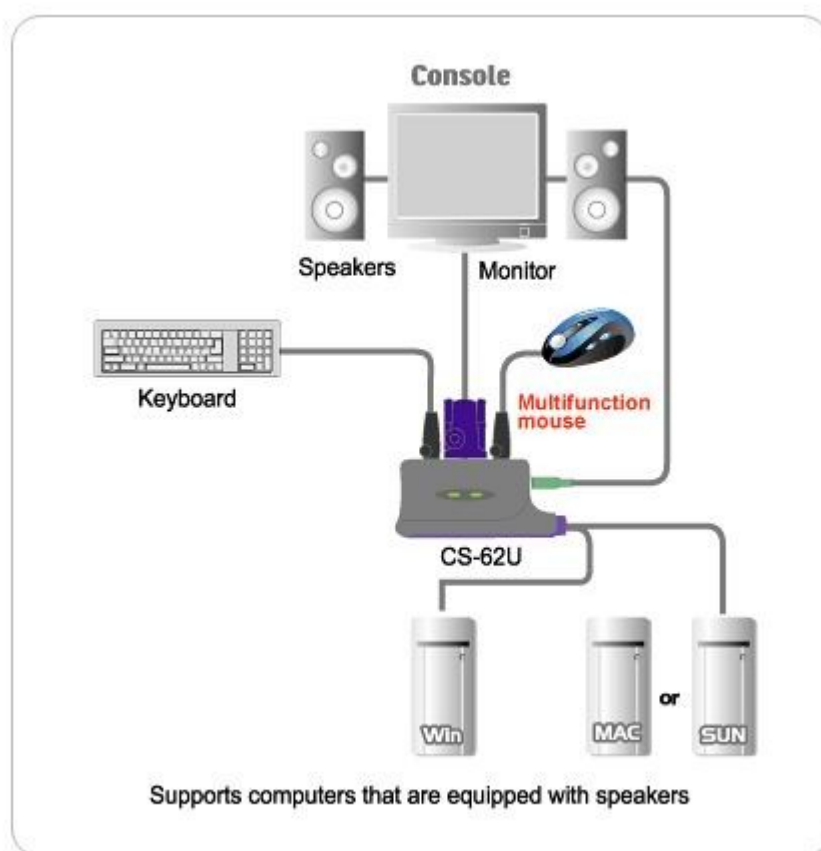 Console
Speakers
Monitor
Keyboard
Multifunction
mouse
CS-62U
Win
MAC
or
SUN
Supports computers that are equipped with speakers